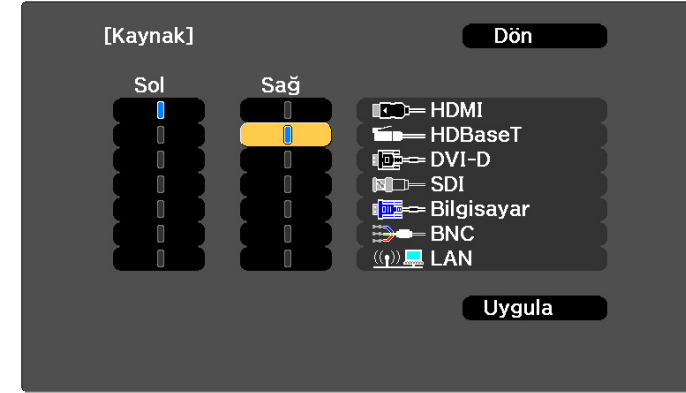 [Kaynak] Dön
Sol Sağ
HDMI
HDBaseT
DVI-D
SDI
Bilgisayar
BNC
LAN
Uygula